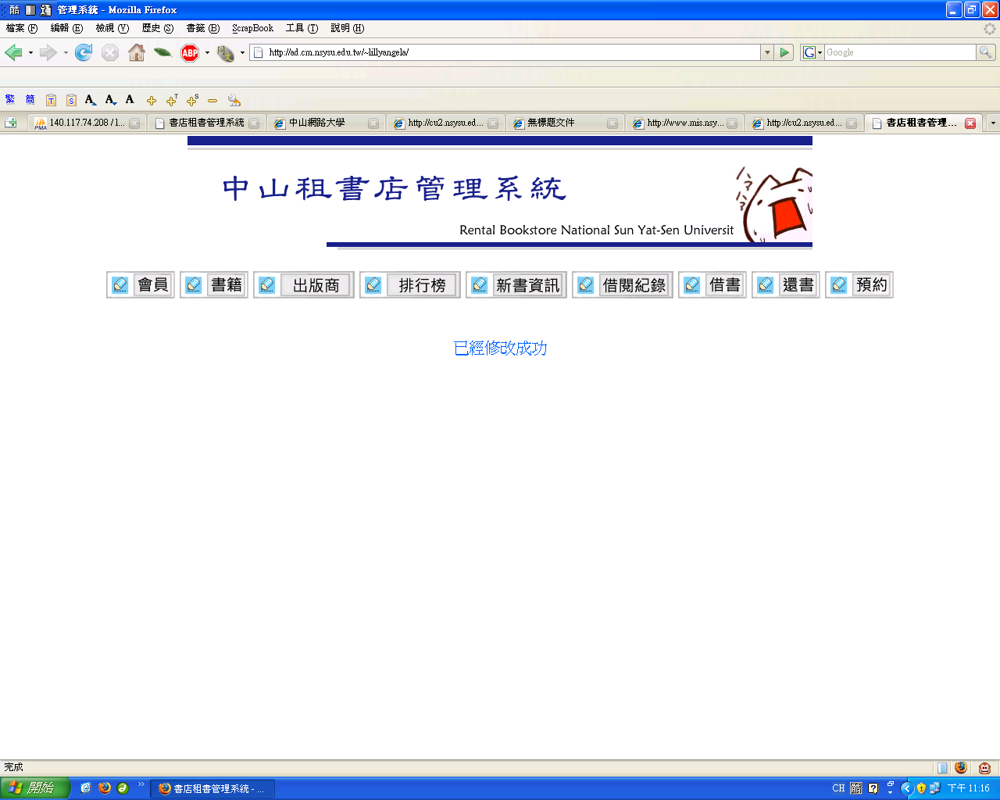 酷 管理系統 - Mozilla Firefox
檔案 (F) 編輯 (E) 檢視 (V) 歷史 (S) 書籤 (B) ScrapBook 工具 (T) 說明 (H)
ABP http://ad.cm.nsysu.edu.tw/~lillyangela/ G Google
繁 簡 T S A A A T S
PMA 140.117.74.208 / l... 書店租書管理系統 中山網路大學 http://cu2.nsysu.ed... 無標題文件 http://www.mis.nsy... http://cu2.nsysu.ed... 書店租書管理...
中山租書店管理系統
ハハハハ
Rental Bookstore National Sun Yat-Sen Universit
會員 書籍 出版商 排行榜 新書資訊 借閱紀錄 借書 還書 預約
已經修改成功
完成
開始 書店租書管理系統 - ... CH 酷 下午 11:16